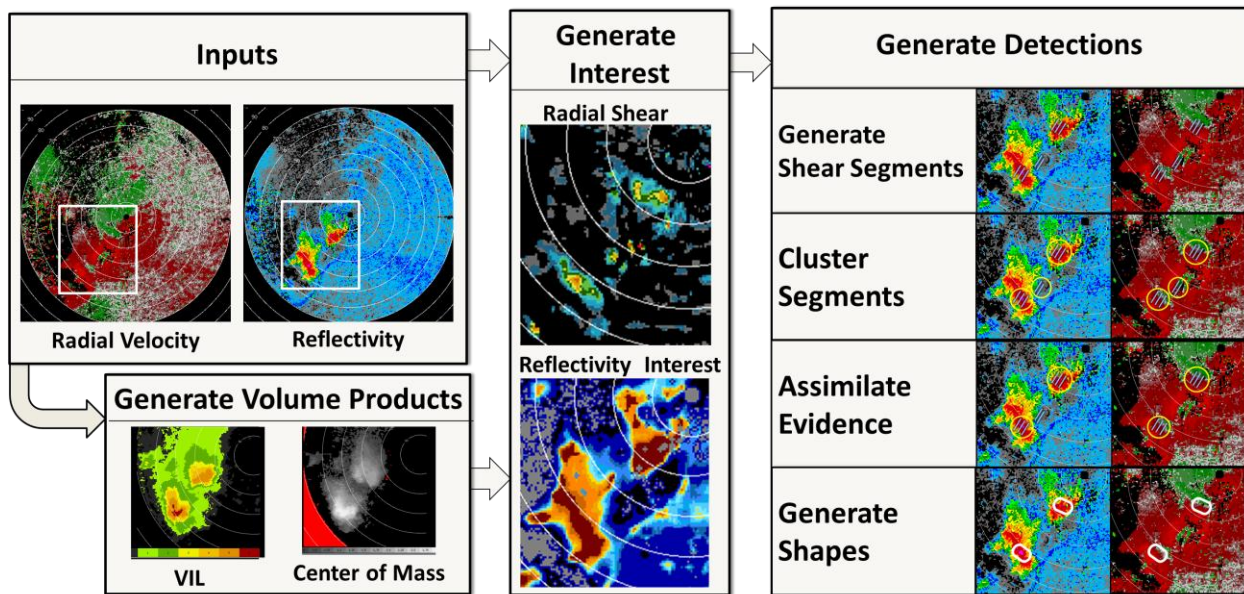 Inputs
Radial Velocity
Reflectivity
Generate Volume Products
VIL
Center of Mass
Generate
Interest
Radial Shear
Reflectivity Interest
Generate Detections
Generate
Shear Segments
Cluster
Segments
Assimilate
Evidence
Generate
Shapes